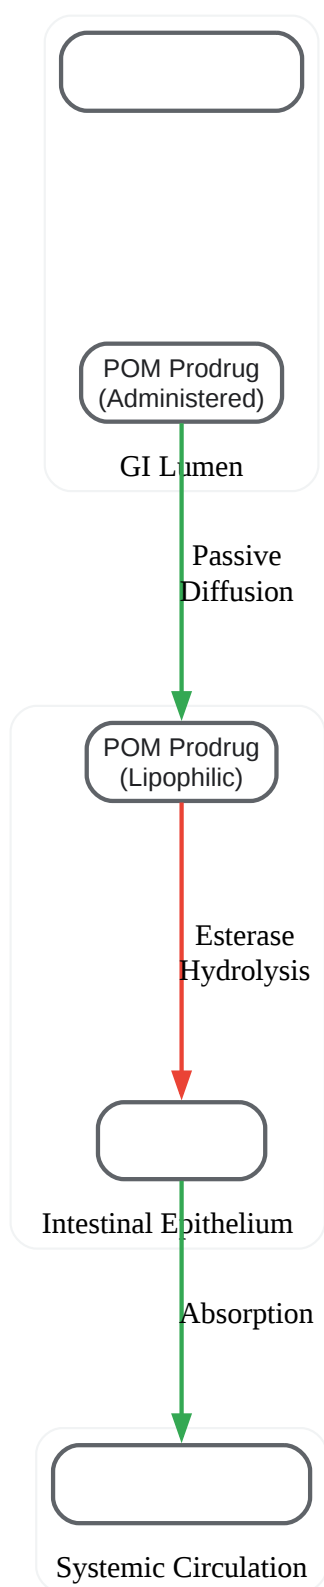 POM Prodrug
(Administered)
GI Lumen
Passive
Diffusion
POM Prodrug
(Lipophilic)
Esterase
Hydrolysis
Intestinal Epithelium
Absorption
Systemic Circulation